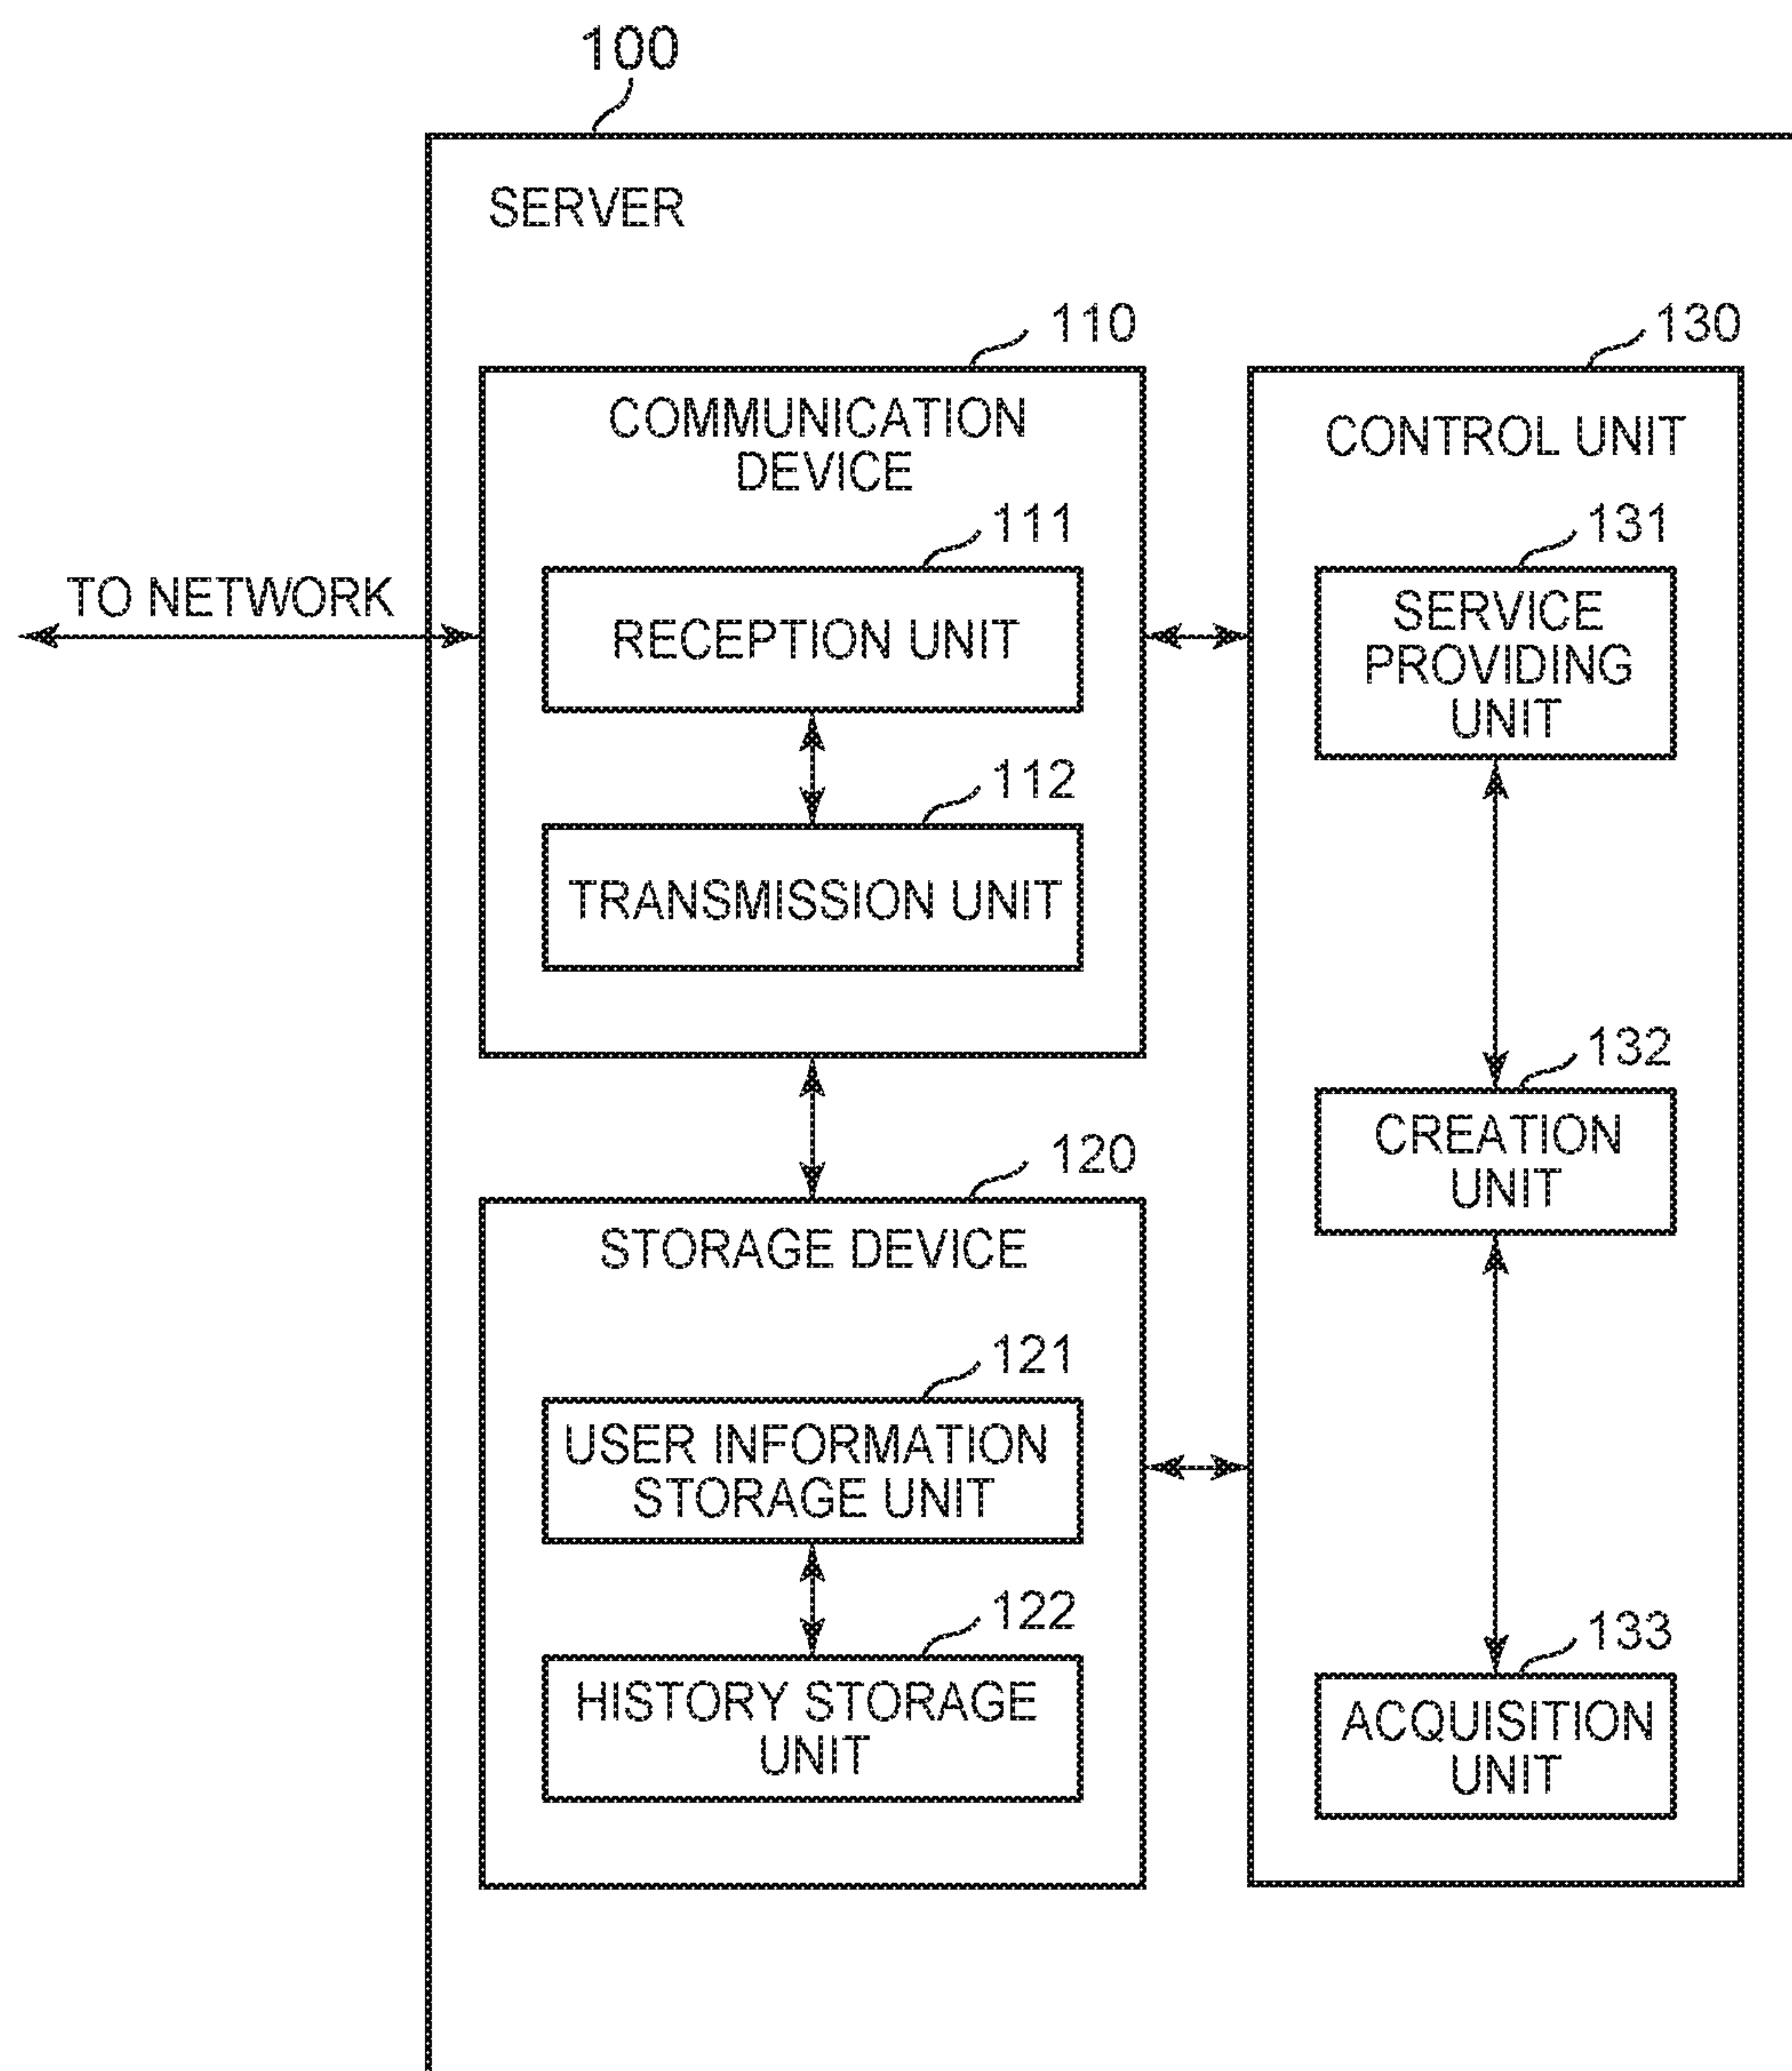 100
SERVER
110
COMMUNICATION
DEVICE
111
RECEPTION UNIT
112
TRANSMISSION UNIT
TO NETWORK
120
STORAGE DEVICE
121
USER INFORMATION
STORAGE UNIT
122
HISTORY STORAGE
UNIT
130
CONTROL UNIT
131
SERVICE
PROVIDING
UNIT
132
CREATION
UNIT
133
ACQUISITION
UNIT